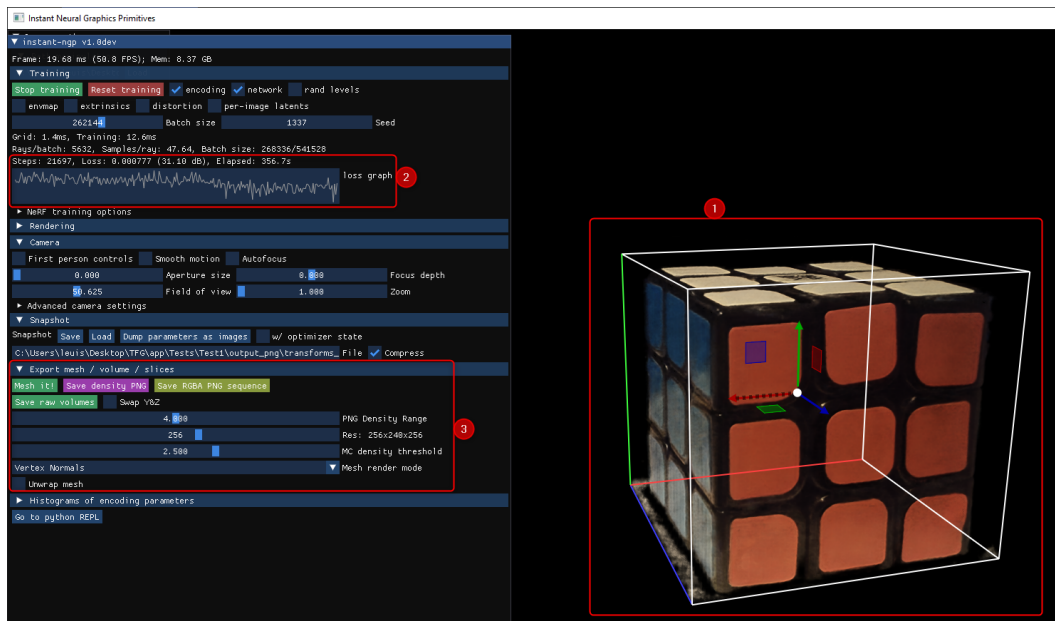 Instant Neural Graphics Primitives
instant-ngp v1.0dev
Frame: 19.68 ms (50.8 FPS); Mem: 8.37 GB
Training
Stop training Reset training encoding network rand levels
envmap extrinsics distortion per-image latents
262144 Batch size 1337 Seed
Grid: 1.4ms, Training: 12.6ms
Rays/batch: 5632, Samples/ray: 47.64, Batch size: 268336/541528
Steps: 21697, Loss: 0.000777 (31.10 dB), Elapsed: 356.7s
loss graph 2
NeRF training options
Rendering
1
Camera
First person controls Smooth motion Autofocus
0.000 Aperture size 0.800 Focus depth
50.625 Field of view 1.000 Zoom
Advanced camera settings
Snapshot
Snapshot Save Load Dump parameters as images w/ optimizer state
C:\Users\leuis\Desktop\TFG\app\Tests\Test1\output_png\transforms_ File Compress
Export mesh / volume / slices
Mesh it! Save density PNG Save RGBA PNG sequence
Save raw volumes Swap Y&Z
4.000 PNG Density Range
256 Res: 256x240x256
3
2.500 MC density threshold
Vertex Normals Mesh render mode
Unwrap mesh
Histograms of encoding parameters
Go to python REPL